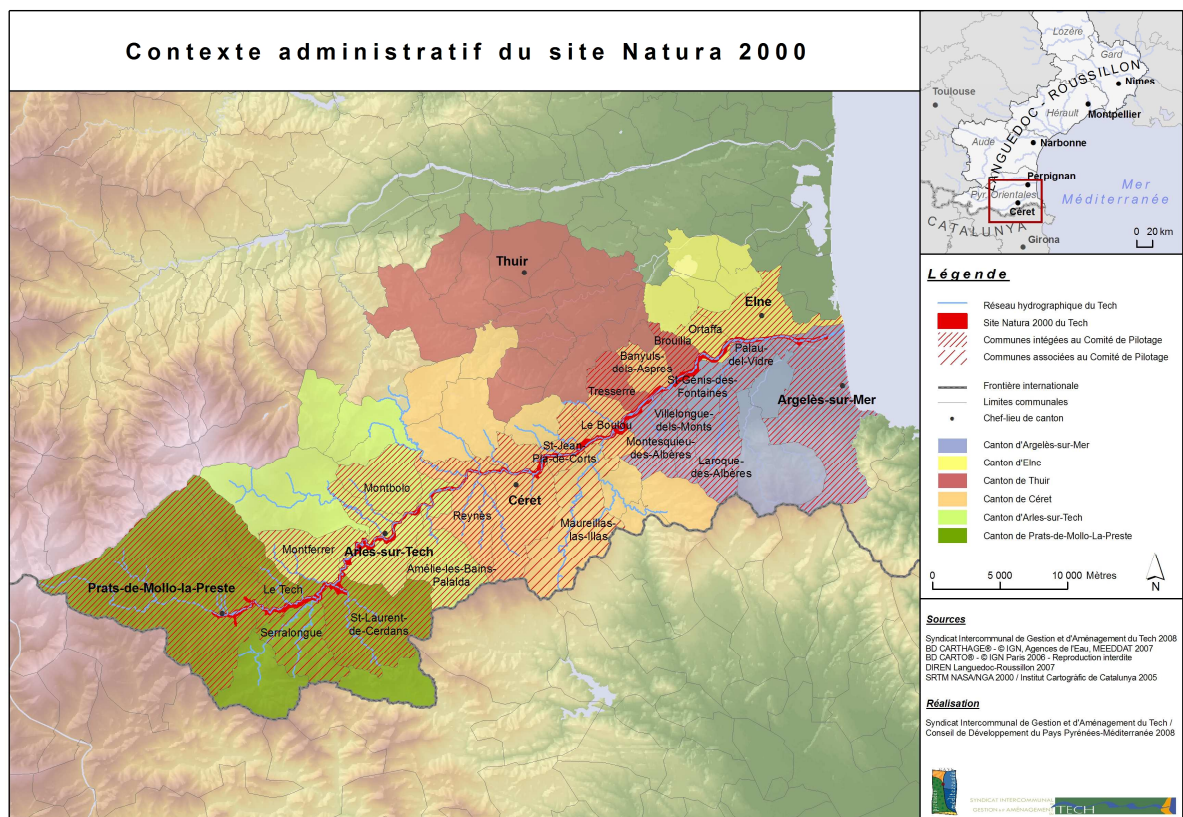 Contexte administratif du site Natura 2000
Thuir
Elne
Ortaffa
Brouilla
Palau-
del-Vidre
Banyuls-
dels-Aspres
Tresserre
St-Génis-des-
Fontaines
Argelès-sur-Mer
Villelongue-
dels-Monts
Le Boulou
Montesquieu-
des-Albères
St-Jean-
Pla-de-Corts
Laroque-
des-Albères
Montbolo
Céret
Reynès
Maureillas-
las-Illas
Montferrer
Arles-sur-Tech
Amélie-les-Bains-
Palalda
Prats-de-Mollo-la-Preste
Le Tech
St-Laurent-
de-Cerdans
Serralongue
Lozère
Gard
LANGUEDOC - ROUSSILLON
Nimes
Toulouse
Hérault
Montpellier
Aude
Narbonne
Perpignan
Pyr. Orientales
Mer
Méditerranée
Céret
CATALUNYA
Girona
0 20 km
Légende
Réseau hydrographique du Tech
Site Natura 2000 du Tech
Communes intégées au Comité de Pilotage
Communes associées au Comité de Pilotage
Frontière internationale
Limites communales
Chef-lieu de canton
Canton d'Argelès-sur-Mer
Canton d'Elne
Canton de Thuir
Canton de Céret
Canton d'Arles-sur-Tech
Canton de Prats-de-Mollo-La-Preste
0 5 000 10 000 Mètres
N
Sources
Syndicat Intercommunal de Gestion et d'Aménagement du Tech 2008
BD CARTHAGE® - © IGN, Agences de l'Eau, MEEDDAT 2007
BD CARTO® - © IGN Paris 2006 - Reproduction interdite
DIREN Languedoc-Roussillon 2007
SRTM NASA/NGA 2000 / Institut Cartogràfic de Catalunya 2005
Réalisation
Syndicat Intercommunal de Gestion et d'Aménagement du Tech /
Conseil de Développement du Pays Pyrénées-Méditerranée 2008
SYNDICAT INTERCOMMUNAL
GESTION et AMÉNAGEMENT
TECH